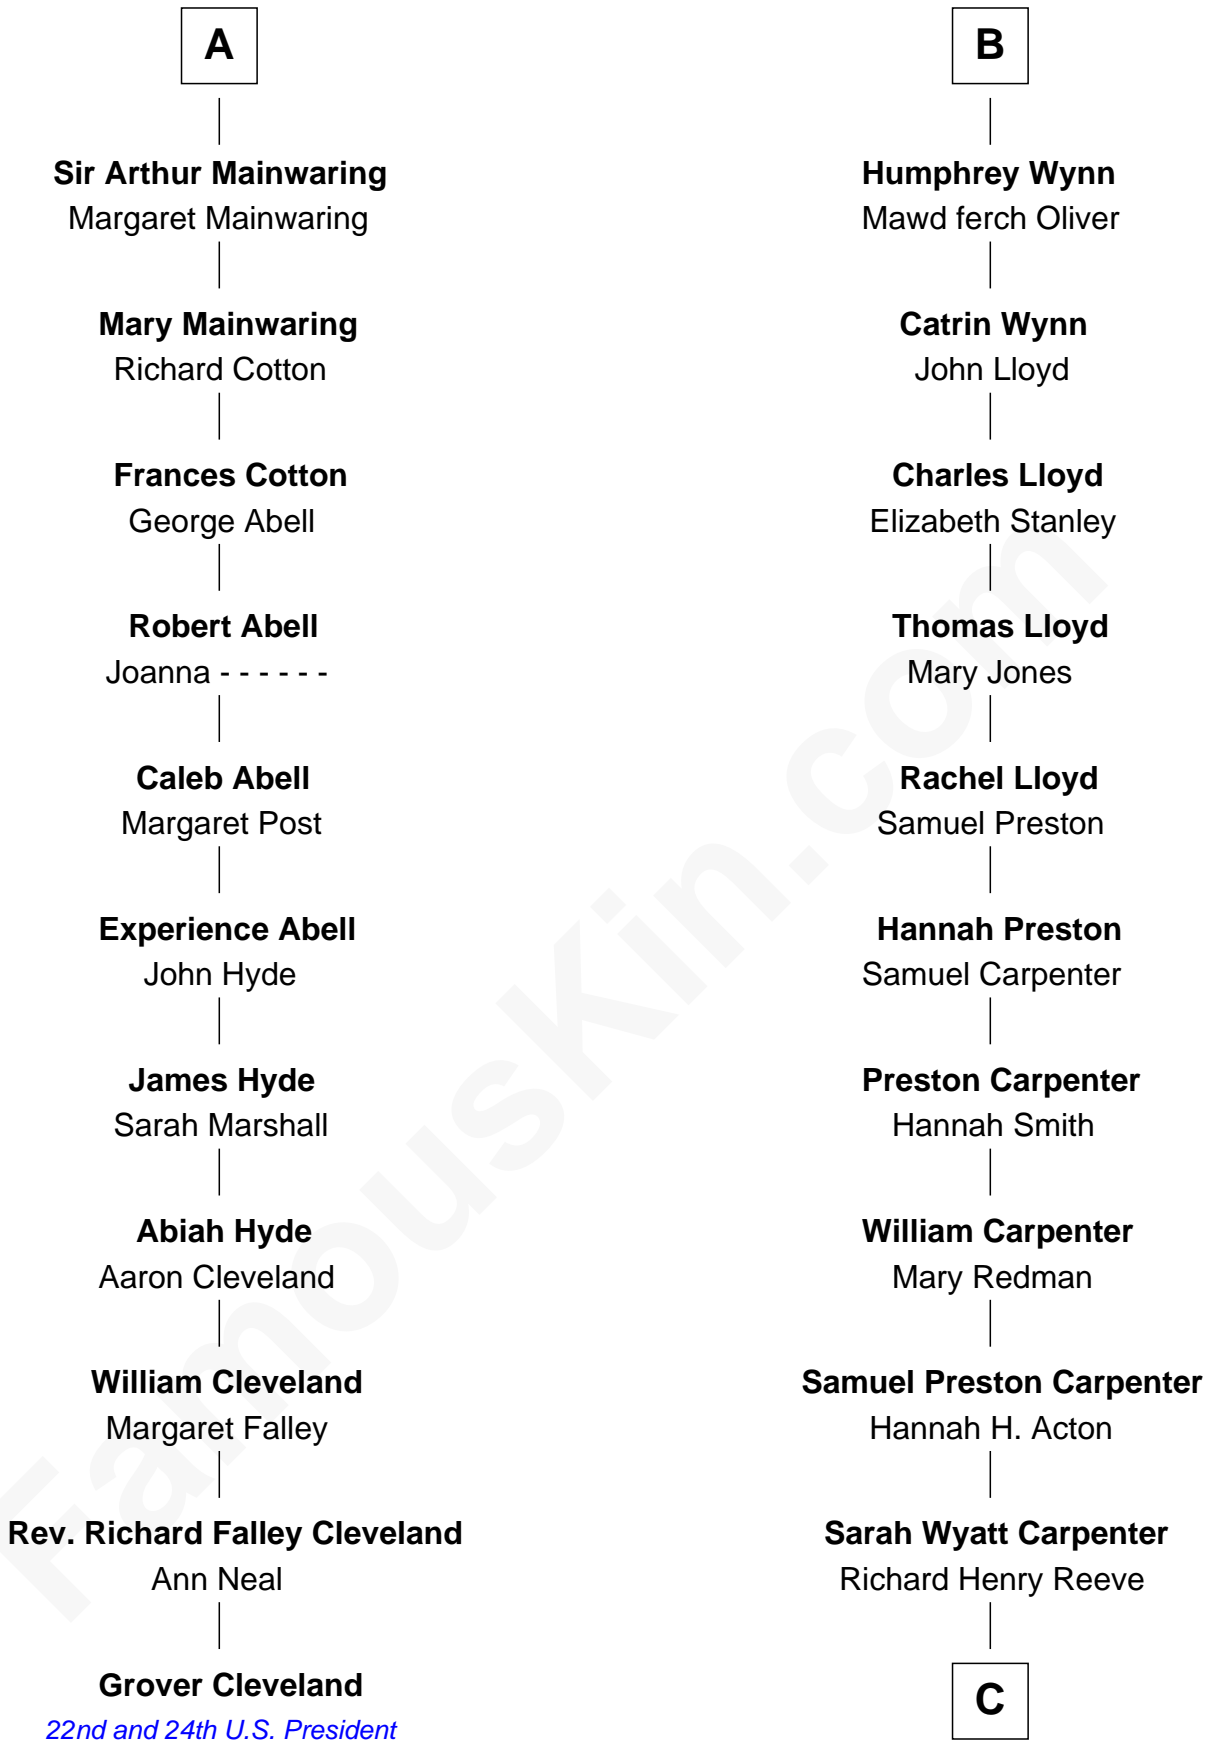 A
Sir Arthur Mainwaring
Margaret Mainwaring
Mary Mainwaring
Richard Cotton
Frances Cotton
George Abell
Robert Abell
Joanna - - - - - -
Caleb Abell
Margaret Post
Experience Abell
John Hyde
James Hyde
Sarah Marshall
Abiah Hyde
Aaron Cleveland
William Cleveland
Margaret Falley
Rev. Richard Falley Cleveland
Ann Neal
Grover Cleveland
22nd and 24th U.S. President
B
Humphrey Wynn
Mawd ferch Oliver
Catrin Wynn
John Lloyd
Charles Lloyd
Elizabeth Stanley
Thomas Lloyd
Mary Jones
Rachel Lloyd
Samuel Preston
Hannah Preston
Samuel Carpenter
Preston Carpenter
Hannah Smith
William Carpenter
Mary Redman
Samuel Preston Carpenter
Hannah H. Acton
Sarah Wyatt Carpenter
Richard Henry Reeve
C
FamousKin.com